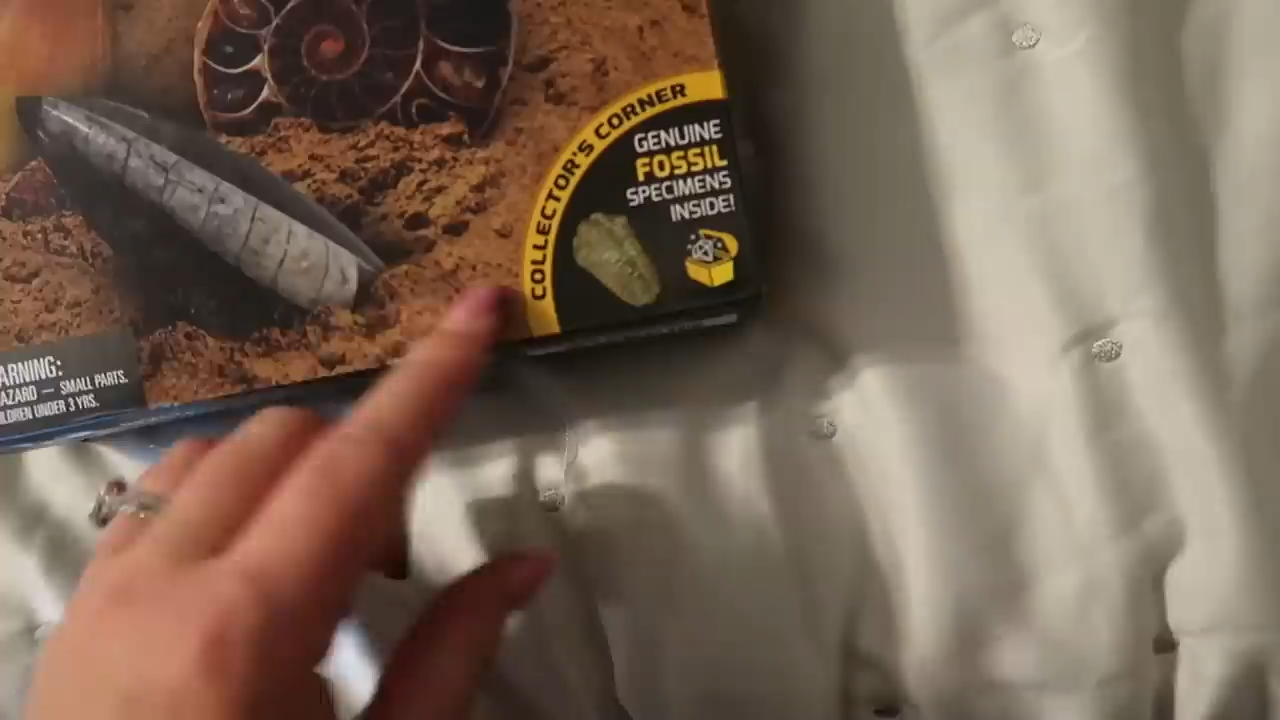 COLLECTOR'S CORNER
GENUINE
FOSSIL
SPECIMENS
INSIDE!
ARNING:
AZARD — SMALL PARTS.
LDREN UNDER 3 YRS.